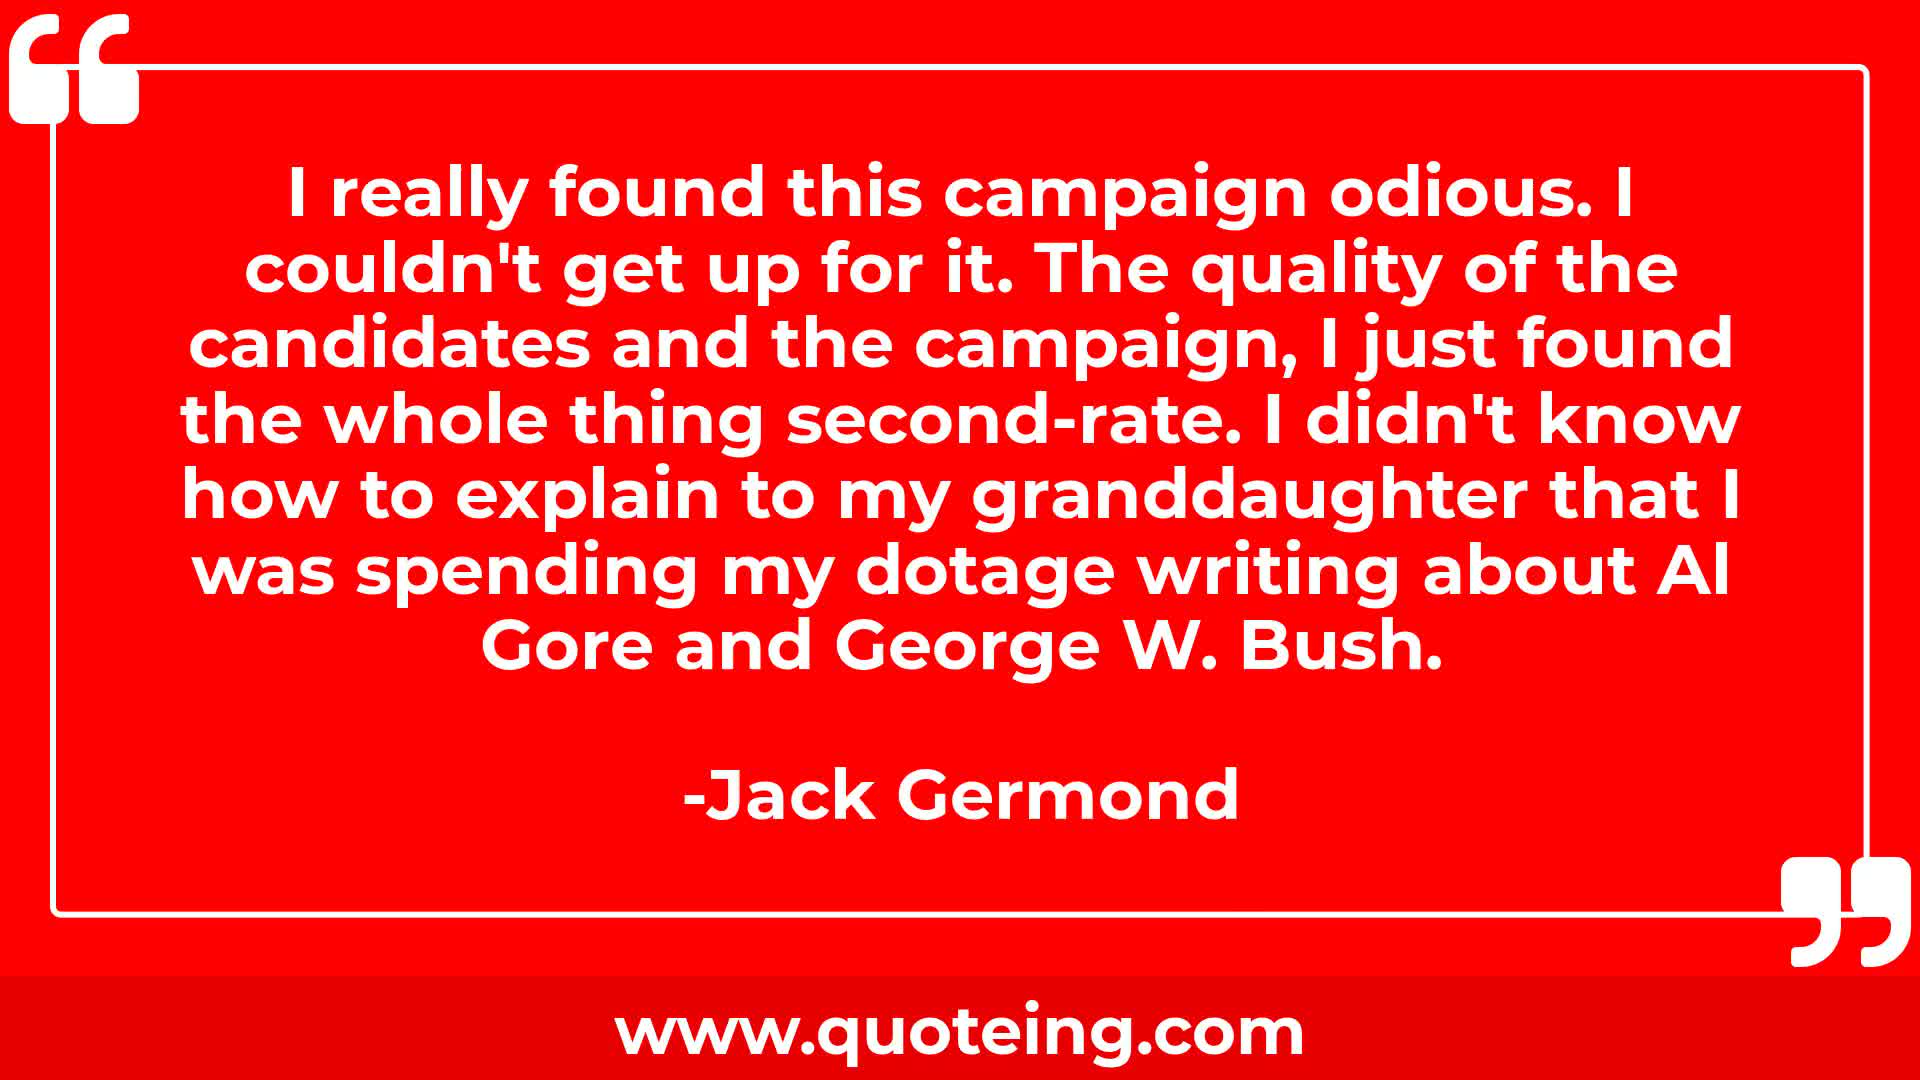 I really found this campaign odious. I
couldn't get up for it. The quality of the
candidates and the campaign, I just found
the whole thing second-rate. I didn't know
how to explain to my granddaughter that I
was spending my dotage writing about Al
Gore and George W. Bush.
-Jack Germond
www.quoteing.com